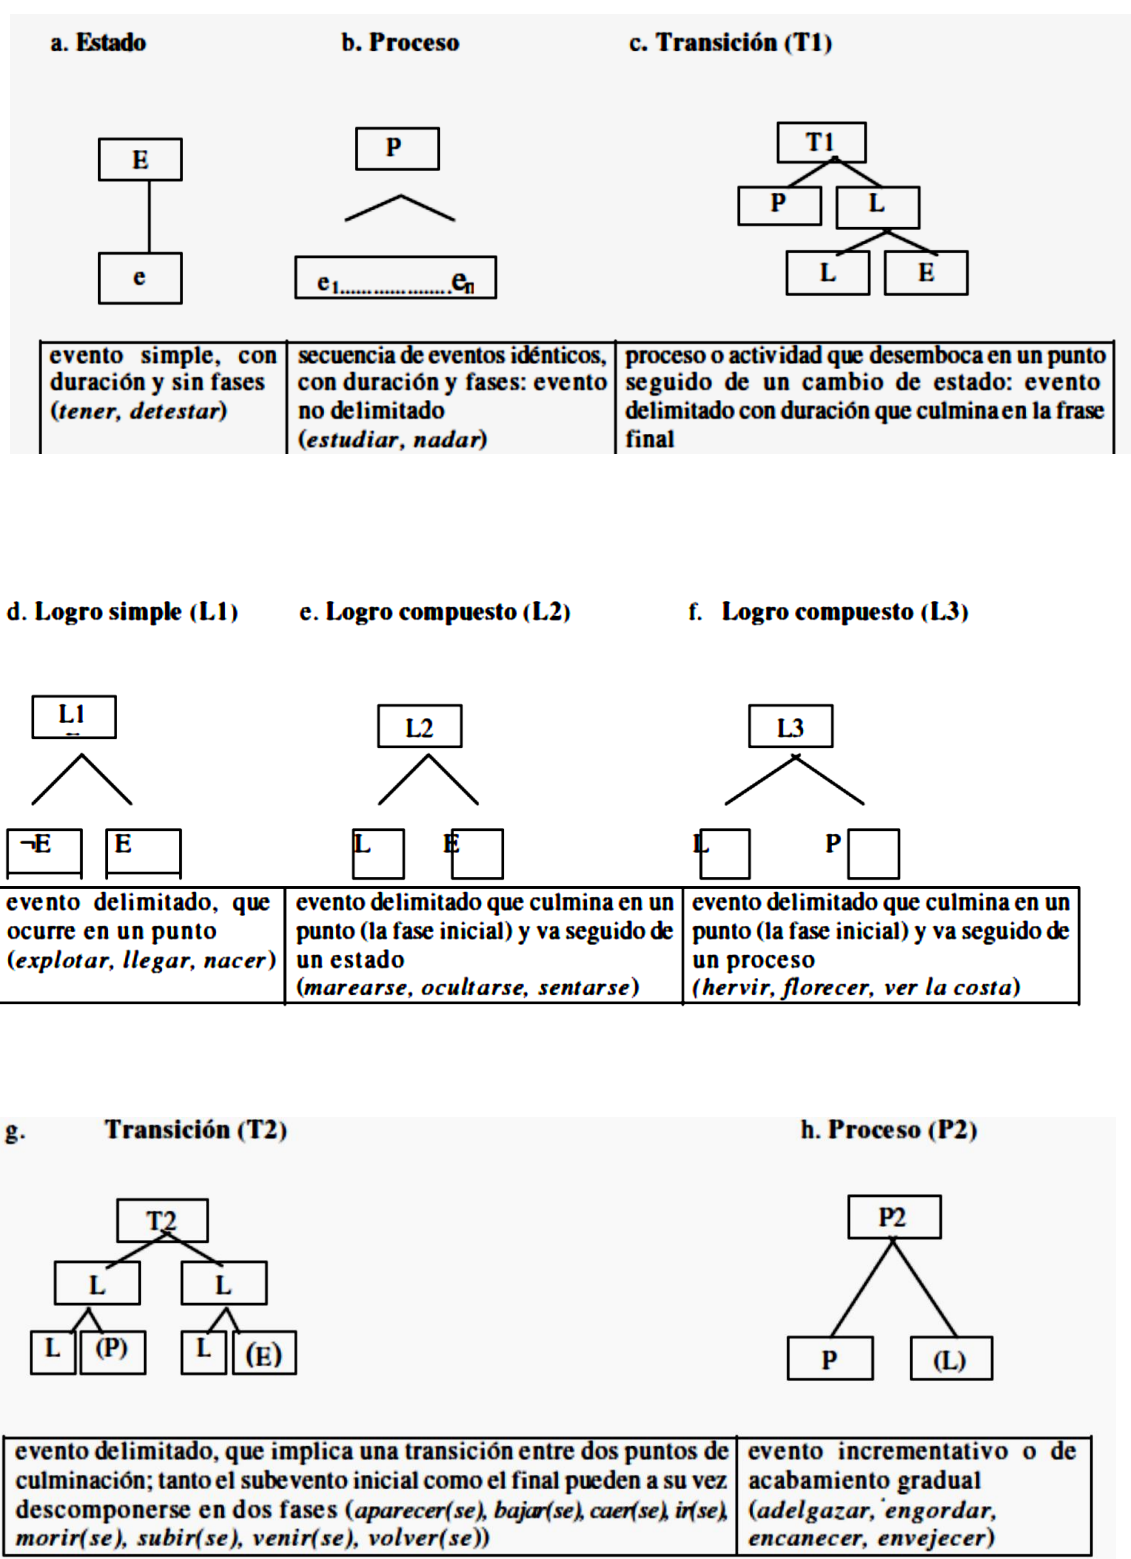 a. Estado b. Proceso c. Transición (T1)
E P T1
P L
e e1.....................en L E
evento simple, con
duración y sin fases
(tener, detestar)
secuencia de eventos idénticos,
con duración y fases: evento
no delimitado
(estudiar, nadar)
proceso o actividad que desemboca en un punto
seguido de un cambio de estado: evento
delimitado con duración que culmina en la frase
final
d. Logro simple (L1) e. Logro compuesto (L2) f. Logro compuesto (L3)
L1 L2 L3
¬E E L E L P
evento delimitado, que
ocurre en un punto
(explotar, llegar, nacer)
evento delimitado que culmina en un
punto (la fase inicial) y va seguido de
un estado
(marearse, ocultarse, sentarse)
evento delimitado que culmina en un
punto (la fase inicial) y va seguido de
un proceso
(hervir, florecer, ver la costa)
g. Transición (T2) h. Proceso (P2)
T2 P2
L L
L (P) L (E) P (L)
evento delimitado, que implica una transición entre dos puntos de
culminación; tanto el subevento inicial como el final pueden a su vez
descomponerse en dos fases (aparecer(se), bajar(se), caer(se), ir(se),
morir(se), subir(se), venir(se), volver(se))
evento incrementativo o de
acabamiento gradual
(adelgazar, engordar,
encanecer, envejecer)